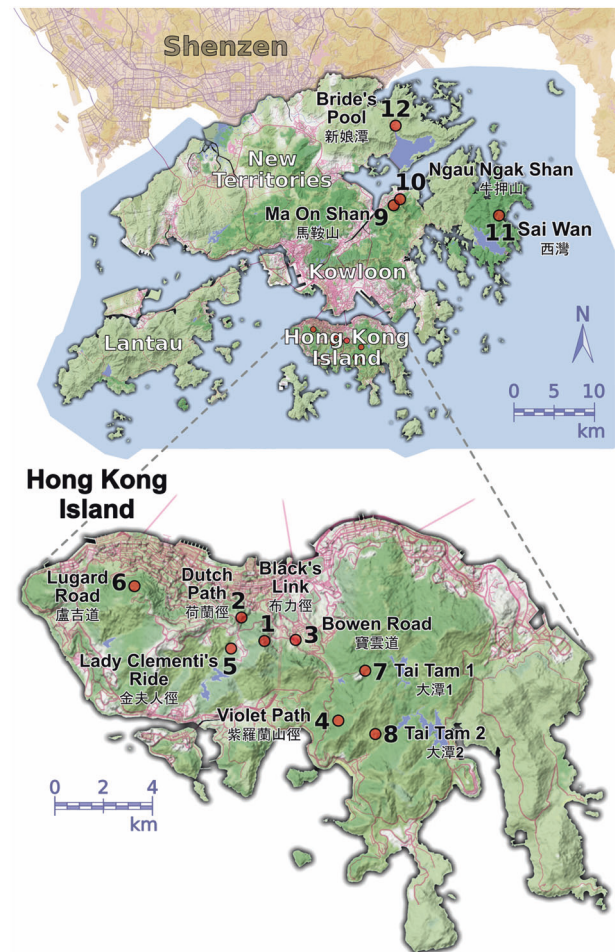 Shenzen
Bride's
Pool
新娘潭
12
New
Territories
Ngau Ngak Shan
牛押山
10
Ma On Shan
馬鞍山
9
11
Sai Wan
西灣
Kowloon
Lantau
Hong Kong
Island
N
0 5 10
km
Hong Kong
Island
Lugard
Road
盧吉道
6
Dutch
Path
荷蘭徑
2
Black's
Link
布力徑
1
3
Bowen Road
寶雲道
Lady Clementi's
Ride
金夫人徑
5
7
Tai Tam 1
大潭1
Violet Path
紫羅蘭山徑
4
8
Tai Tam 2
大潭2
0 2 4
km